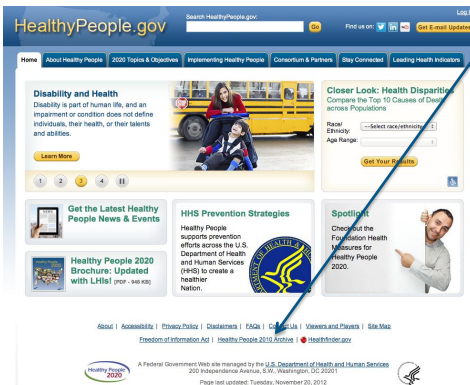 Log I
HealthyPeople.gov
Search HealthyPeople.gov:
Go
Find us on:
Get E-mail Updates
Home
About Healthy People
2020 Topics & Objectives
Implementing Healthy People
Consortium & Partners
Stay Connected
Leading Health Indicators
Disability and Health
Disability is part of human life, and an
impairment or condition does not define
individuals, their health, or their talents
and abilities.
Learn More
1 2 3 4
Closer Look: Health Disparities
Compare the Top 10 Causes of Death
across Populations
Race/
Ethnicity:
---Select race/ethnicity
Age Range:
Get Your Results
Get the Latest Healthy
People News & Events
Healthy People 2020
Brochure: Updated
with LHIs! [PDF - 948 KB]
HHS Prevention Strategies
Healthy People
supports prevention
efforts across the U.S.
Department of Health
and Human Services
(HHS) to create a
healthier
Nation.
Spotlight
Check out the
Foundation Health
Measures for
Healthy People
2020.
About | Accessibility | Privacy Policy | Disclaimers | FAQs | Contact Us | Viewers and Players | Site Map
Freedom of Information Act | Healthy People 2010 Archive | Healthfinder.gov
Healthy People
2020
A Federal Government Web site managed by the U.S. Department of Health and Human Services
200 Independence Avenue, S.W., Washington, DC 20201
Page last updated: Tuesday, November 20, 2012